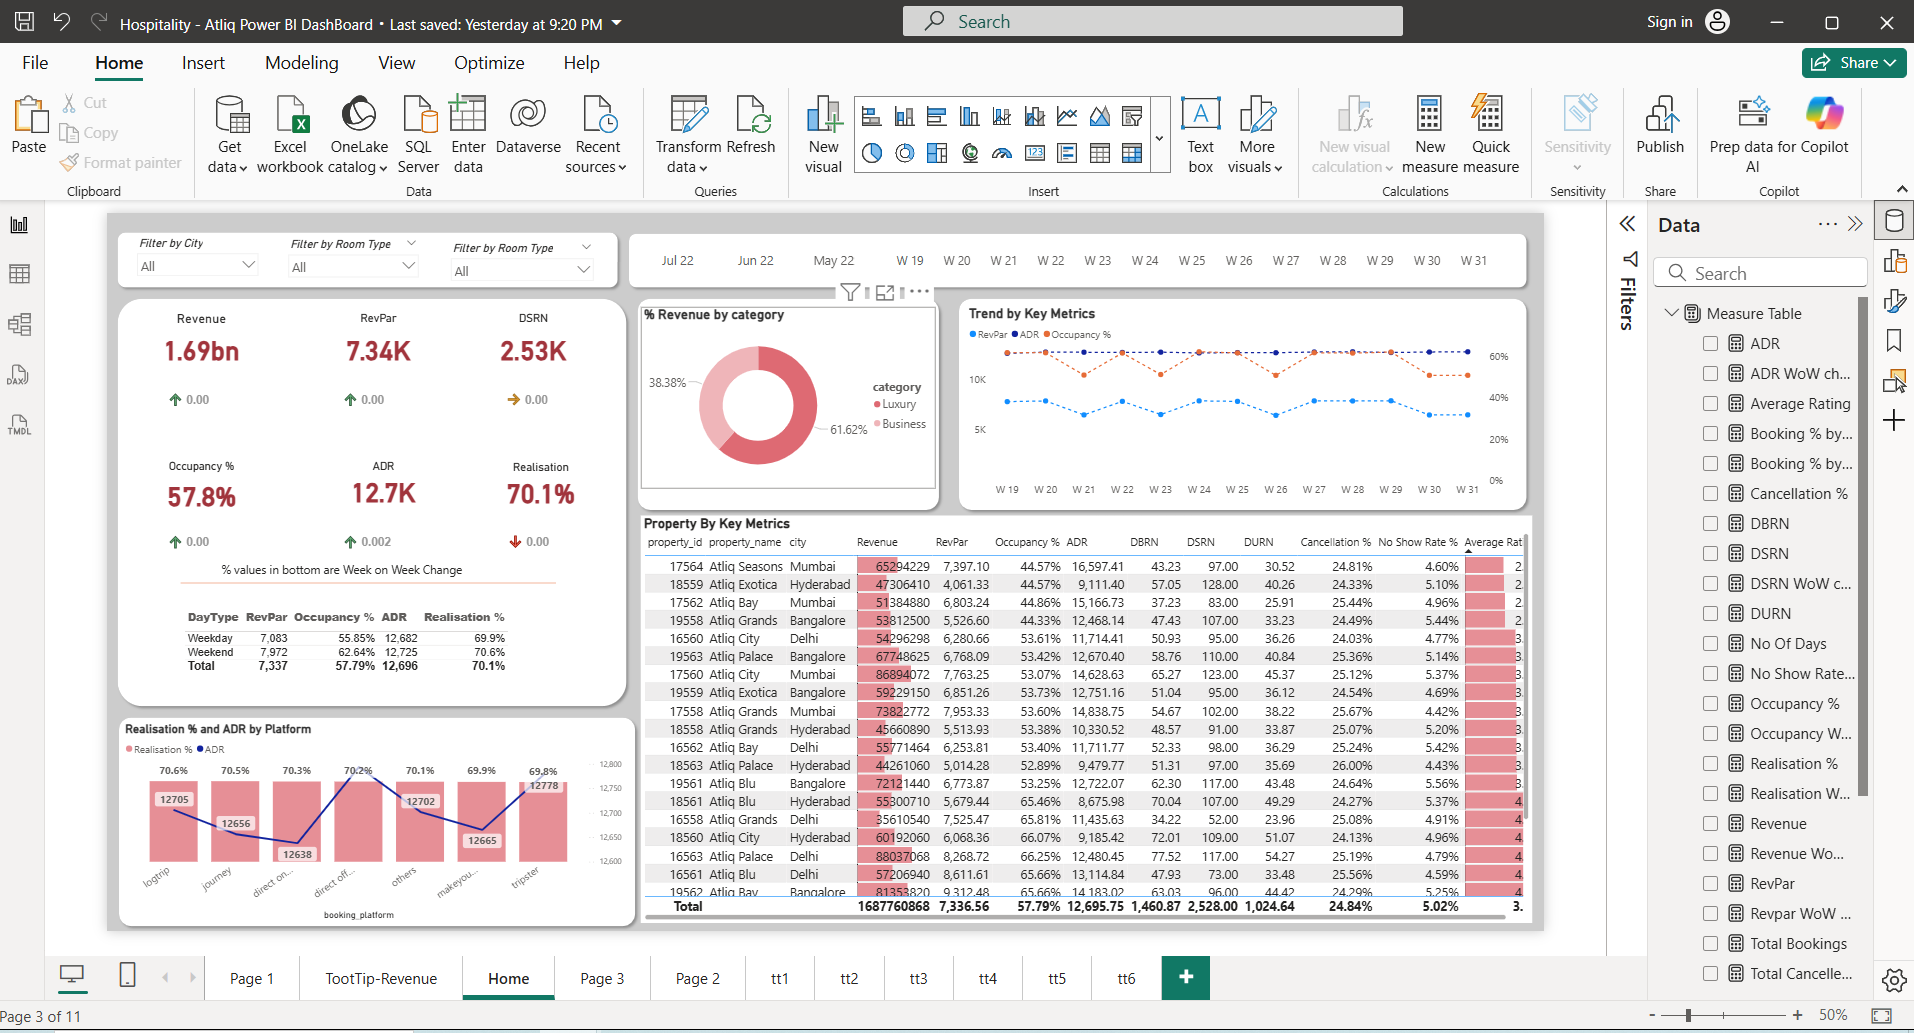 Hospitality - Atliq Power BI DashBoard • Last saved: Yesterday at 9:20 PM
Search
Sign in
File Home Insert Modeling View Optimize Help
Share
Paste
Cut
Copy
Format painter
Clipboard
Get data
Excel workbook
OneLake catalog
SQL Server
Enter data
Dataverse
Recent sources
Data
Transform data
Refresh
Queries
New visual
123
A
Text box
More visuals
Insert
New visual calculation
New measure
Quick measure
Calculations
Sensitivity
Sensitivity
Publish
Share
Prep data for AI
Copilot
Copilot
DAX
TMDL
Filter by City
All
Filter by Room Type
All
Filter by Room Type
All
Jul 22 Jun 22 May 22 W 19 W 20 W 21 W 22 W 23 W 24 W 25 W 26 W 27 W 28 W 29 W 30 W 31
Revenue RevPar DSRN
1.69bn 7.34K 2.53K
0.00 0.00 0.00
Occupancy % ADR Realisation
57.8% 12.7K 70.1%
0.00 0.002 0.00
% values in bottom are Week on Week Change
DayType RevPar Occupancy % ADR Realisation %
Weekday 7,083 55.85% 12,682 69.9%
Weekend 7,972 62.64% 12,725 70.6%
Total 7,337 57.79% 12,696 70.1%
% Revenue by category
38.38%
61.62%
category
Luxury
Business
Trend by Key Metrics
RevPar ADR Occupancy %
10K
5K
60%
40%
20%
0%
W 19 W 20 W 21 W 22 W 23 W 24 W 25 W 26 W 27 W 28 W 29 W 30 W 31
Property By Key Metrics
property_id property_name city Revenue RevPar Occupancy % ADR DBRN DSRN DURN Cancellation % No Show Rate % Average Rat
17564 Atliq Seasons Mumbai 65294229 7,397.10 44.57% 16,597.41 43.23 97.00 30.52 24.81% 4.60% 2.
18559 Atliq Exotica Hyderabad 47306410 4,061.33 44.57% 9,111.40 57.05 128.00 40.26 24.33% 5.10% 2.
17562 Atliq Bay Mumbai 51384880 6,803.24 44.86% 15,166.73 37.23 83.00 25.91 25.44% 4.96% 2.
19558 Atliq Grands Bangalore 53812500 5,526.60 44.33% 12,468.14 47.43 107.00 33.23 24.49% 5.44% 2.
16560 Atliq City Delhi 54296298 6,280.66 53.61% 11,714.41 50.93 95.00 36.26 24.03% 4.77% 3.
19563 Atliq Palace Bangalore 67748625 6,768.09 53.42% 12,670.40 58.76 110.00 40.84 25.36% 5.14% 3.
17560 Atliq City Mumbai 86894072 7,763.25 53.07% 14,628.63 65.27 123.00 45.37 25.12% 5.37% 3.
19559 Atliq Exotica Bangalore 59229150 6,851.26 53.73% 12,751.16 51.04 95.00 36.12 24.54% 4.69% 3.
17558 Atliq Grands Mumbai 73822772 7,953.33 53.60% 14,838.75 54.67 102.00 38.22 25.67% 4.42% 3.
18558 Atliq Grands Hyderabad 45660890 5,513.93 53.38% 10,330.52 48.57 91.00 33.87 25.07% 5.20% 3.
16562 Atliq Bay Delhi 55771464 6,253.81 53.40% 11,711.77 52.33 98.00 36.29 25.24% 5.42% 3.
18563 Atliq Palace Hyderabad 44261060 5,014.28 52.89% 9,479.77 51.31 97.00 35.69 26.00% 4.43% 3.
19561 Atliq Blu Bangalore 72121440 6,773.87 53.25% 12,722.07 62.30 117.00 43.48 24.64% 5.56% 3.
18561 Atliq Blu Hyderabad 55300710 5,679.44 65.46% 8,675.98 70.04 107.00 49.29 24.27% 5.37% 4
16558 Atliq Grands Delhi 35610540 7,525.47 65.81% 11,435.63 34.22 52.00 23.96 25.08% 4.91% 4
18560 Atliq City Hyderabad 60192060 6,068.36 66.07% 9,185.42 72.01 109.00 51.07 24.13% 4.96% 4
16563 Atliq Palace Delhi 88037068 8,268.72 66.25% 12,480.45 77.52 117.00 54.27 25.19% 4.79% 4
16561 Atliq Blu Delhi 57206940 8,611.61 65.66% 13,114.84 47.93 73.00 33.48 25.56% 4.59% 4
19562 Atliq Bay Bangalore 81353820 9,312.48 65.66% 14,183.02 63.03 96.00 44.42 24.29% 5.25% 4
Total 1687760868 7,336.56 57.79% 12,695.75 1,460.87 2,528.00 1,024.64 24.84% 5.02% 3.
Realisation % and ADR by Platform
Realisation % ADR
70.6% 70.5% 70.3% 70.2% 70.1% 69.9% 69.8%
12705 12656 12638 12702 12665 12778
12,800
12,750
12,700
12,650
12,600
logtrip journey direct on... direct off... others makeyou... tripster
booking_platform
Filters
Data
Search
Measure Table
ADR
ADR WoW ch...
Average Rating
Booking % by...
Booking % by...
Cancellation %
DBRN
DSRN
DSRN WoW c...
DURN
No Of Days
No Show Rate...
Occupancy %
Occupancy W...
Realisation %
Realisation W...
Revenue
Revenue Wo...
RevPar
Revpar WoW ...
Total Bookings
Total Cancelle...
Page 1 TootTip-Revenue Home Page 3 Page 2 tt1 tt2 tt3 tt4 tt5 tt6 +
Page 3 of 11
- + 50%